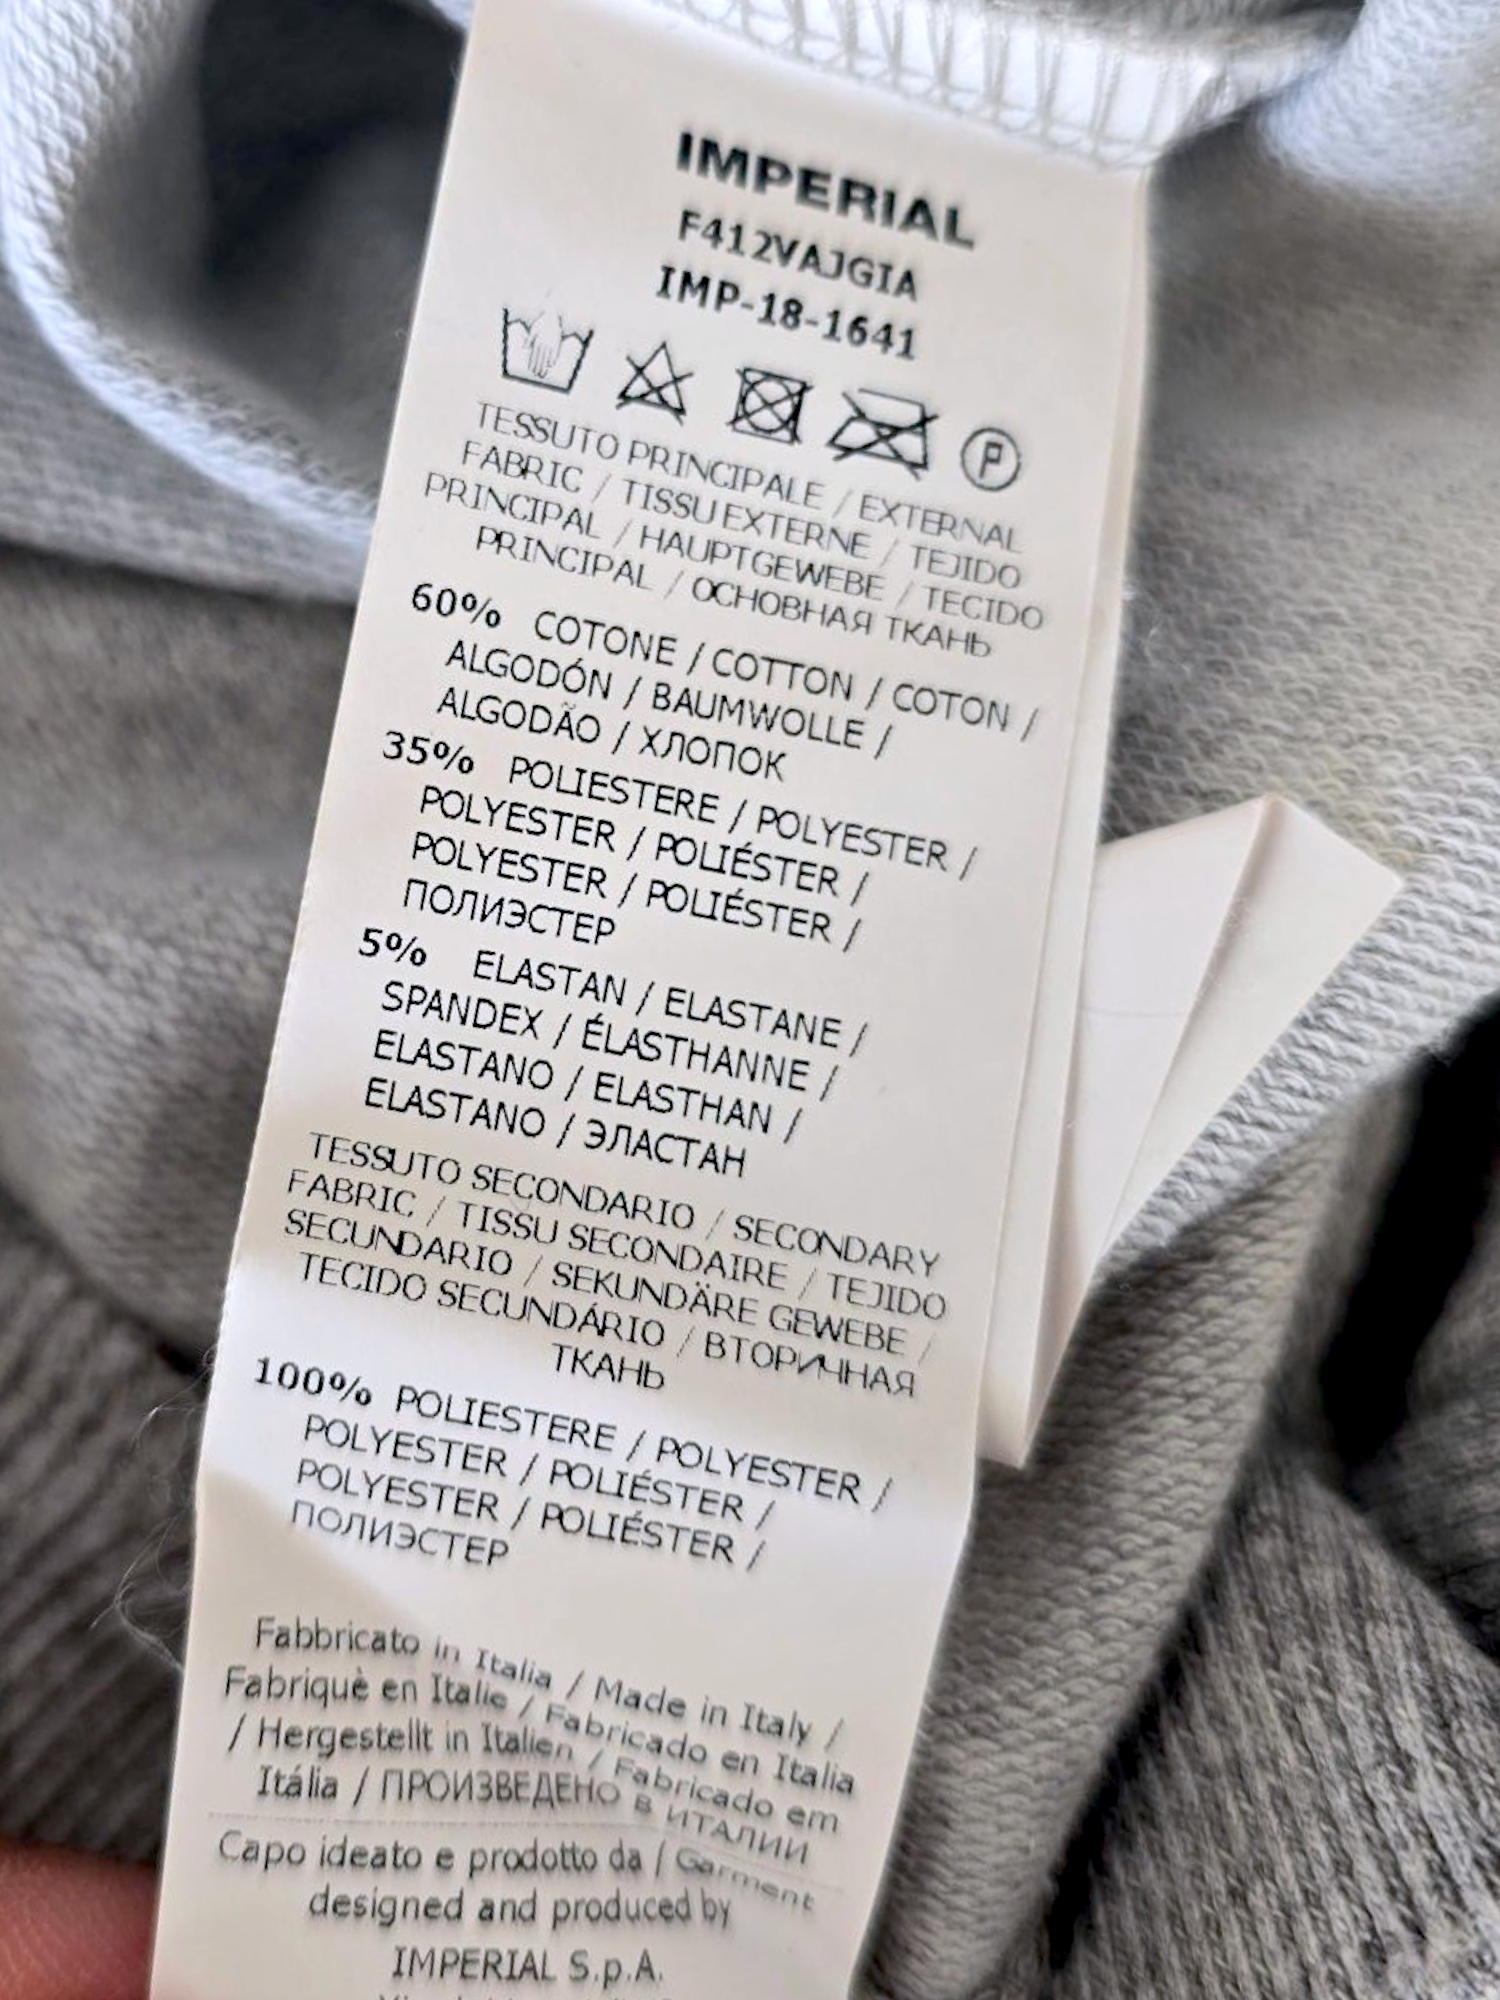 IMPERIAL
F412VAJGIA
IMP-18-1641
P
TESSUTO PRINCIPALE / EXTERNAL
FABRIC / TISSU EXTERNE / TEJIDO
PRINCIPAL / HAUPTGEWEBE / TECIDO
PRINCIPAL / ОСНОВНАЯ ТКАНЬ
60% COTONE / COTTON / COTON /
ALGODÓN / BAUMWOLLE /
ALGODÃO / ХЛОПОК
35% POLIESTERE / POLYESTER /
POLYESTER / POLIÉSTER /
POLYESTER / POLIÉSTER /
ПОЛИЭСТЕР
5% ELASTAN / ELASTANE /
SPANDEX / ÉLASTHANNE /
ELASTANO / ELASTHAN /
ELASTANO / ЭЛАСТАН
TESSUTO SECONDARIO / SECONDARY
FABRIC / TISSU SECONDAIRE / TEJIDO
SECUNDARIO / SEKUNDÄRE GEWEBE /
TECIDO SECUNDÁRIO / ВТОРИЧНАЯ
ТКАНЬ
100% POLIESTERE / POLYESTER /
POLYESTER / POLIÉSTER /
POLYESTER / POLIÉSTER /
ПОЛИЭСТЕР
Fabbricato in Italia / Made in Italy /
Fabriquè en Italie / Fabricado en Italia
/ Hergestellt in Italien / Fabricado em
Itália / ПРОИЗВЕДЕНО В ИТАЛИИ
Capo ideato e prodotto da / Garment
designed and produced by
IMPERIAL S.p.A.